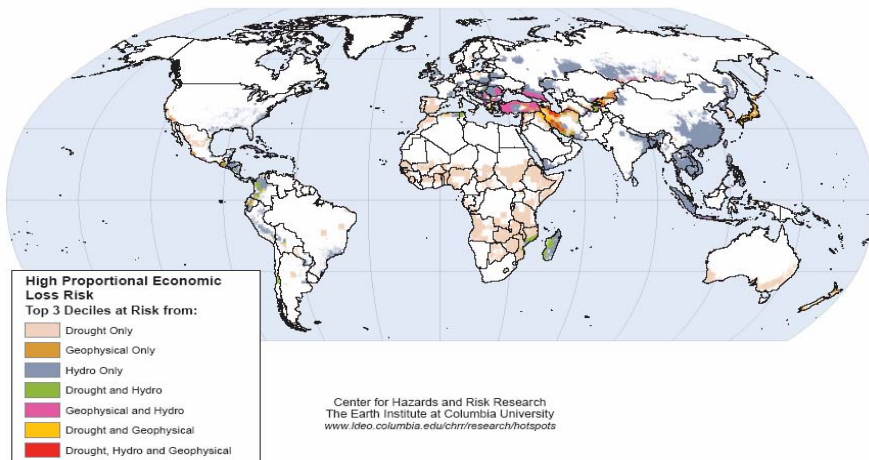 High Proportional Economic
Loss Risk
Top 3 Deciles at Risk from:
Drought Only
Geophysical Only
Hydro Only
Drought and Hydro
Geophysical and Hydro
Drought and Geophysical
Drought, Hydro and Geophysical
Center for Hazards and Risk Research
The Earth Institute at Columbia University
www.ldeo.columbia.edu/chrr/research/hotspots